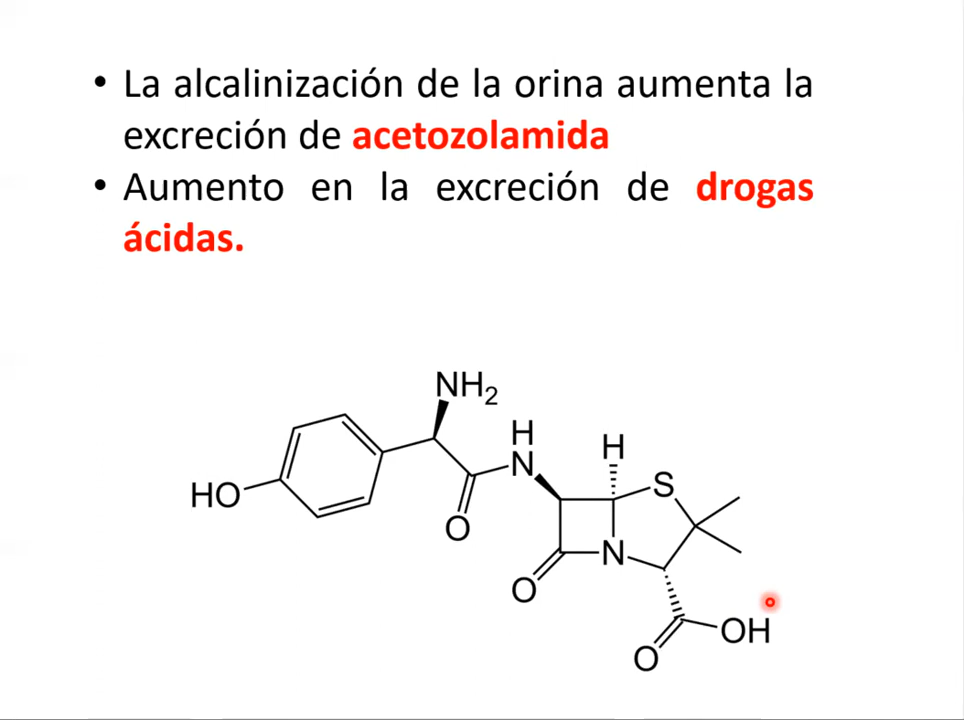 • La alcalinización de la orina aumenta la
excreción de acetozolamida
• Aumento en la excreción de drogas
ácidas.
NH2
H
N
H
S
HO
O
N
O
OH
O